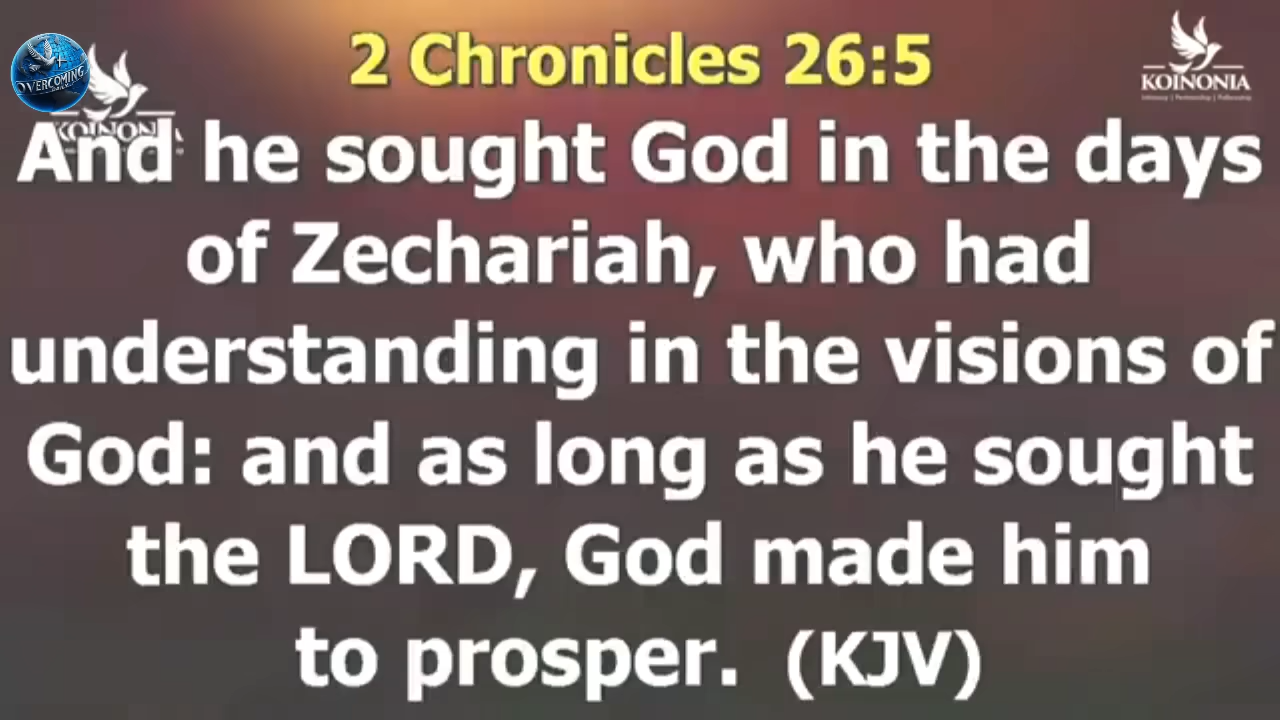 2 Chronicles 26:5
OVERCOMING
KOINONIA
And he sought God in the days
of Zechariah, who had
understanding in the visions of
God: and as long as he sought
the LORD, God made him
to prosper. (KJV)